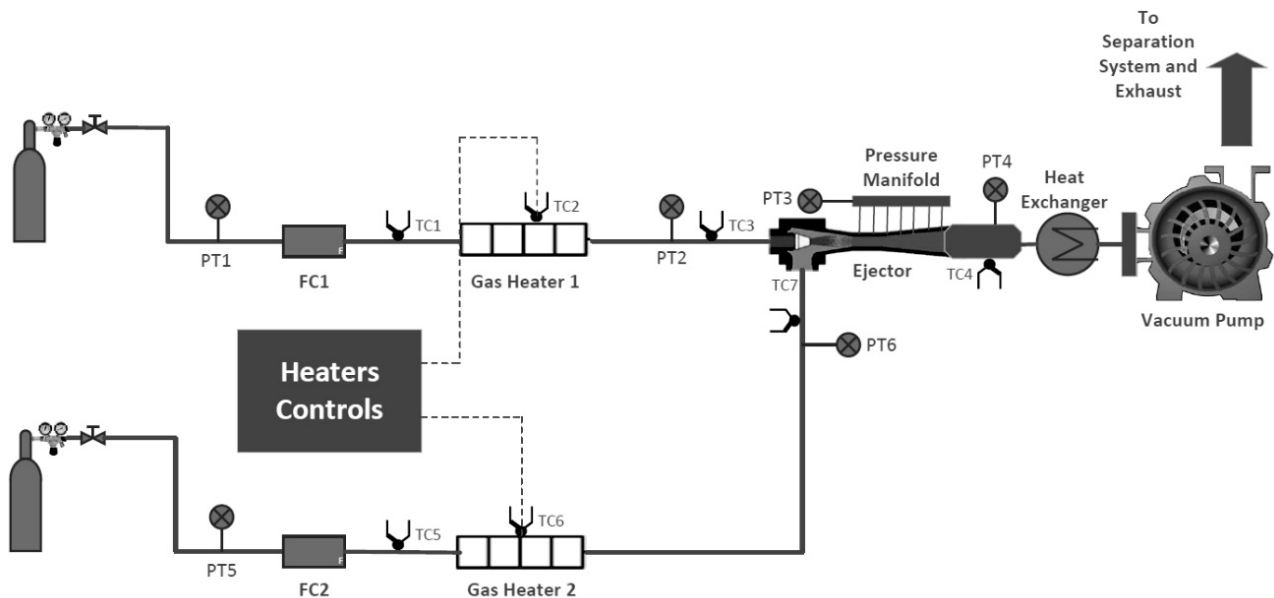 To
Separation
System and
Exhaust
Pressure
Manifold
PT4
Heat
Exchanger
PT3
TC1
TC2
TC3
PT1
FC1
F
Gas Heater 1
PT2
Ejector
TC4
TC7
Vacuum Pump
PT6
Heaters
Controls
TC5
TC6
PT5
FC2
F
Gas Heater 2